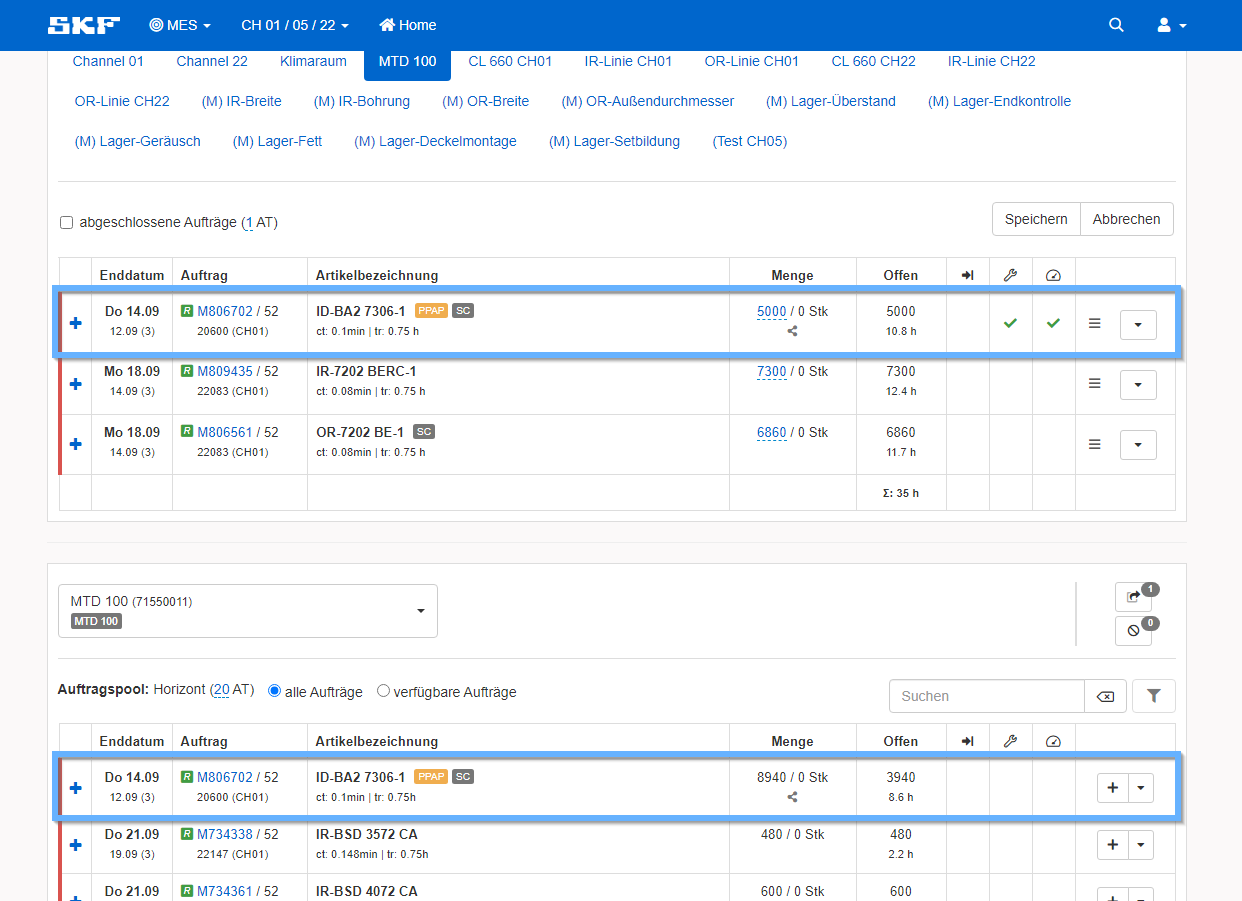 SKF MES CH 01 / 05 / 22 Home
Channel 01 Channel 22 Klimaraum MTD 100 CL 660 CH01 IR-Linie CH01 OR-Linie CH01 CL 660 CH22 IR-Linie CH22
OR-Linie CH22 (M) IR-Breite (M) IR-Bohrung (M) OR-Breite (M) OR-Außendurchmesser (M) Lager-Überstand (M) Lager-Endkontrolle
(M) Lager-Geräusch (M) Lager-Fett (M) Lager-Deckelmontage (M) Lager-Setbildung (Test CH05)
abgeschlossene Aufträge (1 AT) Speichern Abbrechen
Enddatum Auftrag Artikelbezeichnung Menge Offen
Do 14.09 R M806702 / 52 ID-BA2 7306-1 PPAP SC 5000 / 0 Stk 5000
12.09 (3) 20600 (CH01) ct: 0.1min | tr: 0.75 h 10.8 h
Mo 18.09 R M809435 / 52 IR-7202 BERC-1 7300 / 0 Stk 7300
14.09 (3) 22083 (CH01) ct: 0.08min | tr: 0.75 h 12.4 h
Mo 18.09 R M806561 / 52 OR-7202 BE-1 SC 6860 / 0 Stk 6860
14.09 (3) 22083 (CH01) ct: 0.08min | tr: 0.75 h 11.7 h
Σ: 35 h
MTD 100 (71550011)
MTD 100
1
0
Auftragspool: Horizont (20 AT) alle Aufträge verfügbare Aufträge Suchen
Enddatum Auftrag Artikelbezeichnung Menge Offen
Do 14.09 R M806702 / 52 ID-BA2 7306-1 PPAP SC 8940 / 0 Stk 3940
12.09 (3) 20600 (CH01) ct: 0.1min | tr: 0.75h 8.6 h
Do 21.09 R M734338 / 52 IR-BSD 3572 CA 480 / 0 Stk 480
19.09 (3) 22147 (CH01) ct: 0.148min | tr: 0.75h 2.2 h
Do 21.09 R M734361 / 52 IR-BSD 4072 CA 600 / 0 Stk 600